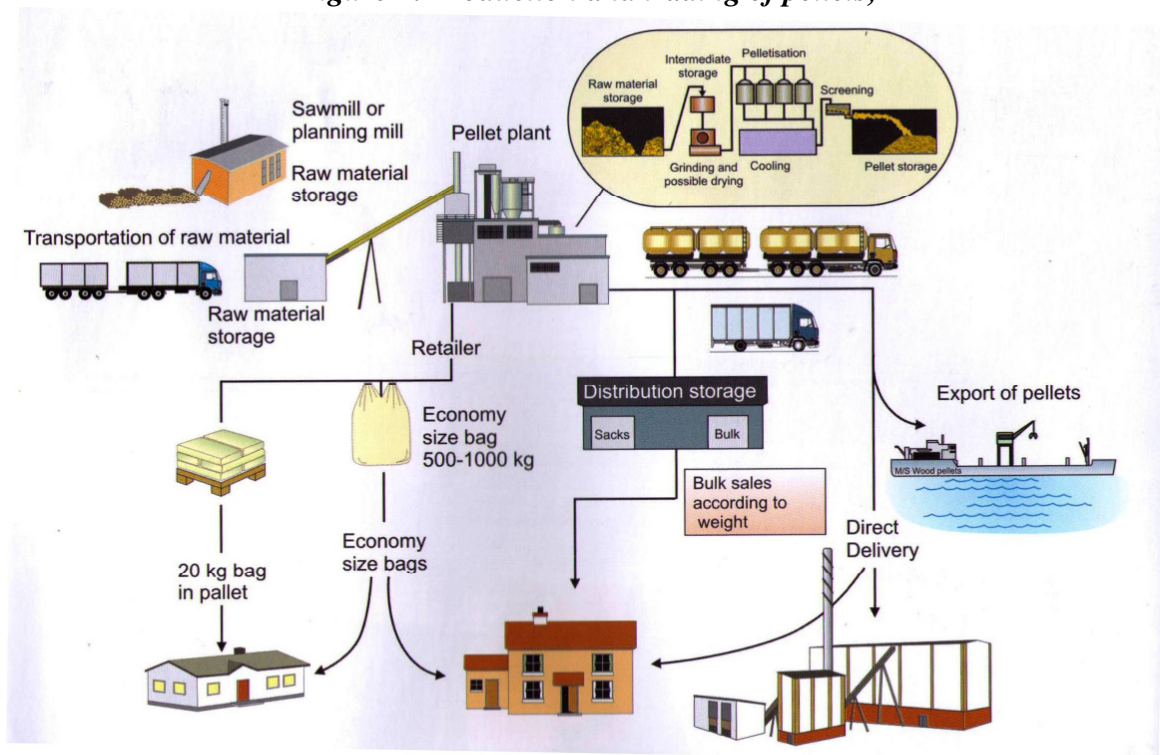 Intermediate
storage
Pelletisation
Raw material
storage
Screening
Grinding and
possible drying
Cooling
Pellet storage
Sawmill or
planning mill
Raw material
storage
Pellet plant
Transportation of raw material
Raw material
storage
Retailer
Economy
size bag
500-1000 kg
Distribution storage
Sacks
Bulk
Export of pellets
M/S Wood pellets
Bulk sales
according to
weight
Direct
Delivery
Economy
size bags
20 kg bag
in pallet